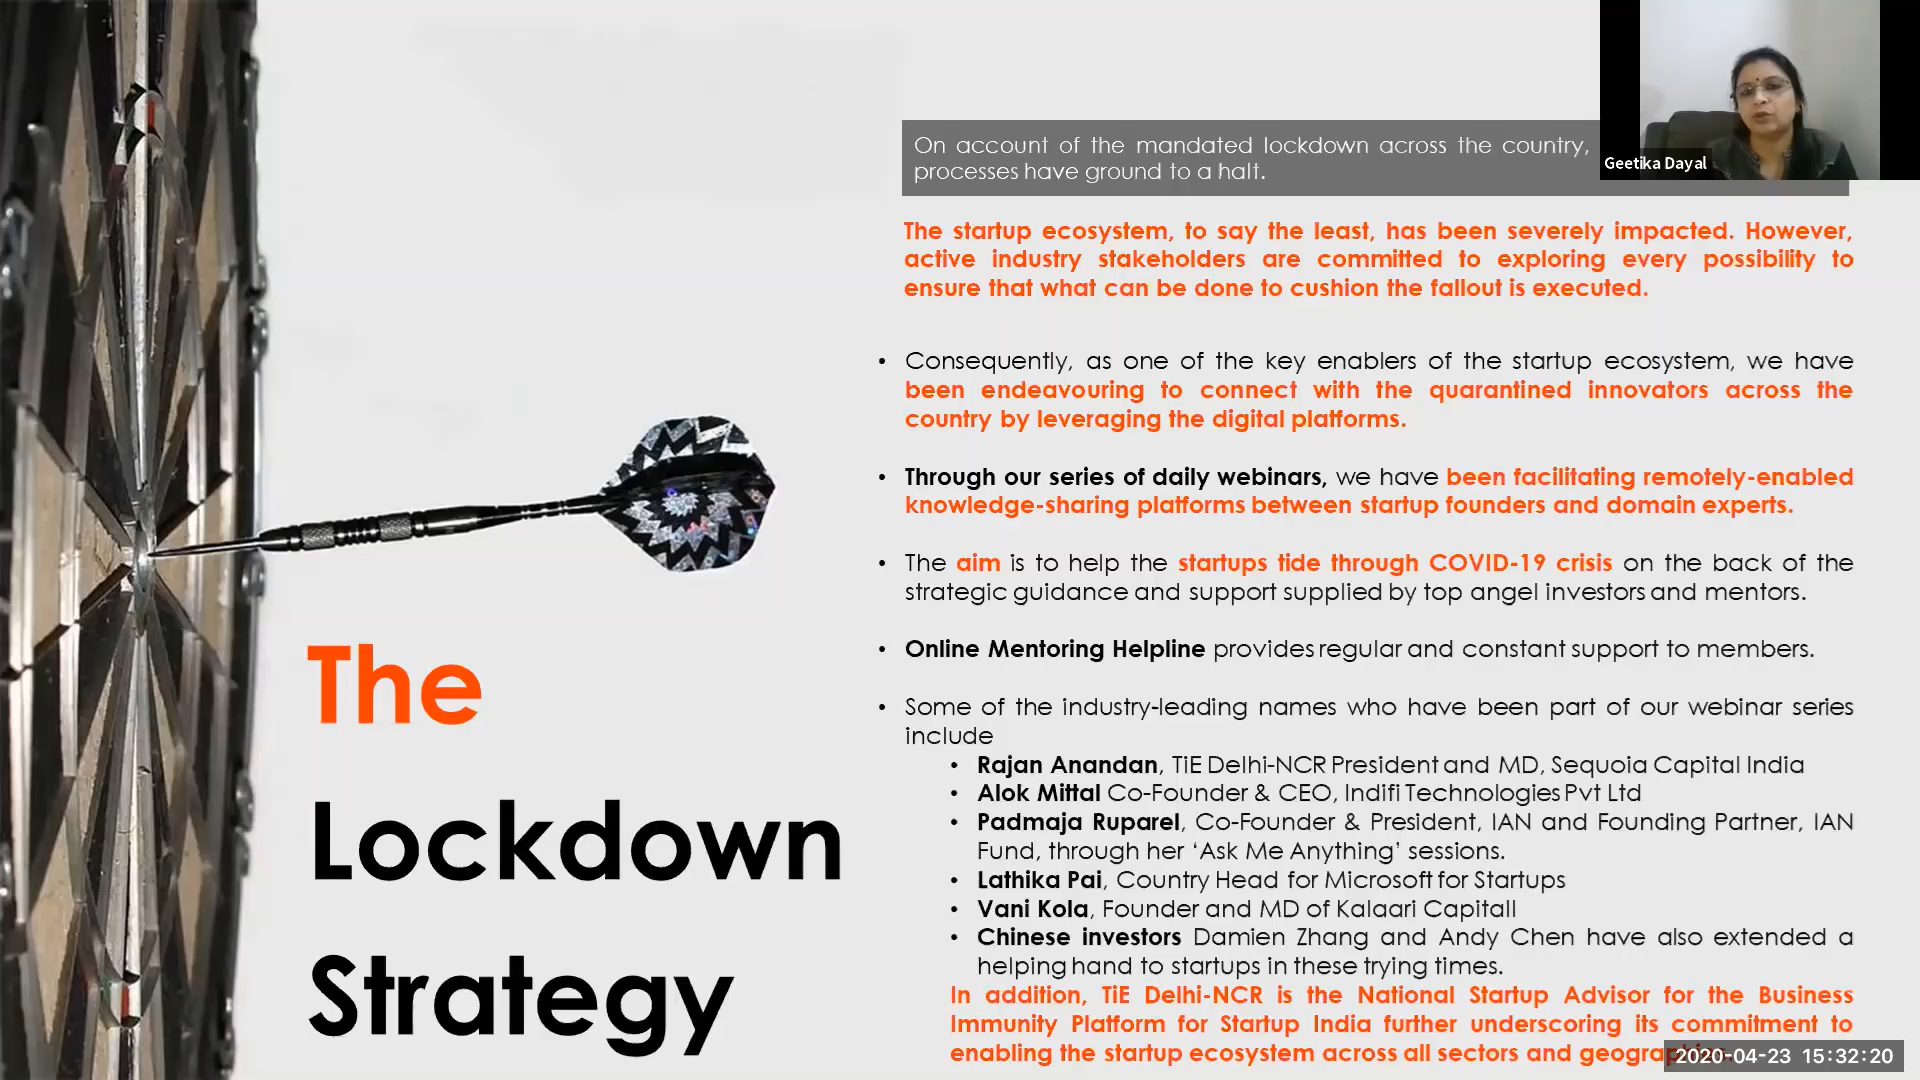 On account of the mandated lockdown across the country,
processes have ground to a halt.
Geetika Dayal
The startup ecosystem, to say the least, has been severely impacted. However,
active industry stakeholders are committed to exploring every possibility to
ensure that what can be done to cushion the fallout is executed.
• Consequently, as one of the key enablers of the startup ecosystem, we have
been endeavouring to connect with the quarantined innovators across the
country by leveraging the digital platforms.
• Through our series of daily webinars, we have been facilitating remotely-enabled
knowledge-sharing platforms between startup founders and domain experts.
• The aim is to help the startups tide through COVID-19 crisis on the back of the
strategic guidance and support supplied by top angel investors and mentors.
• Online Mentoring Helpline provides regular and constant support to members.
• Some of the industry-leading names who have been part of our webinar series
include
• Rajan Anandan, TiE Delhi-NCR President and MD, Sequoia Capital India
• Alok Mittal Co-Founder & CEO, Indifi Technologies Pvt Ltd
• Padmaja Ruparel, Co-Founder & President, IAN and Founding Partner, IAN
Fund, through her ‘Ask Me Anything’ sessions.
• Lathika Pai, Country Head for Microsoft for Startups
• Vani Kola, Founder and MD of Kalaari Capitall
• Chinese investors Damien Zhang and Andy Chen have also extended a
helping hand to startups in these trying times.
In addition, TiE Delhi-NCR is the National Startup Advisor for the Business
Immunity Platform for Startup India further underscoring its commitment to
enabling the startup ecosystem across all sectors and
2020-04-23 15:32:20
The
Lockdown
Strategy